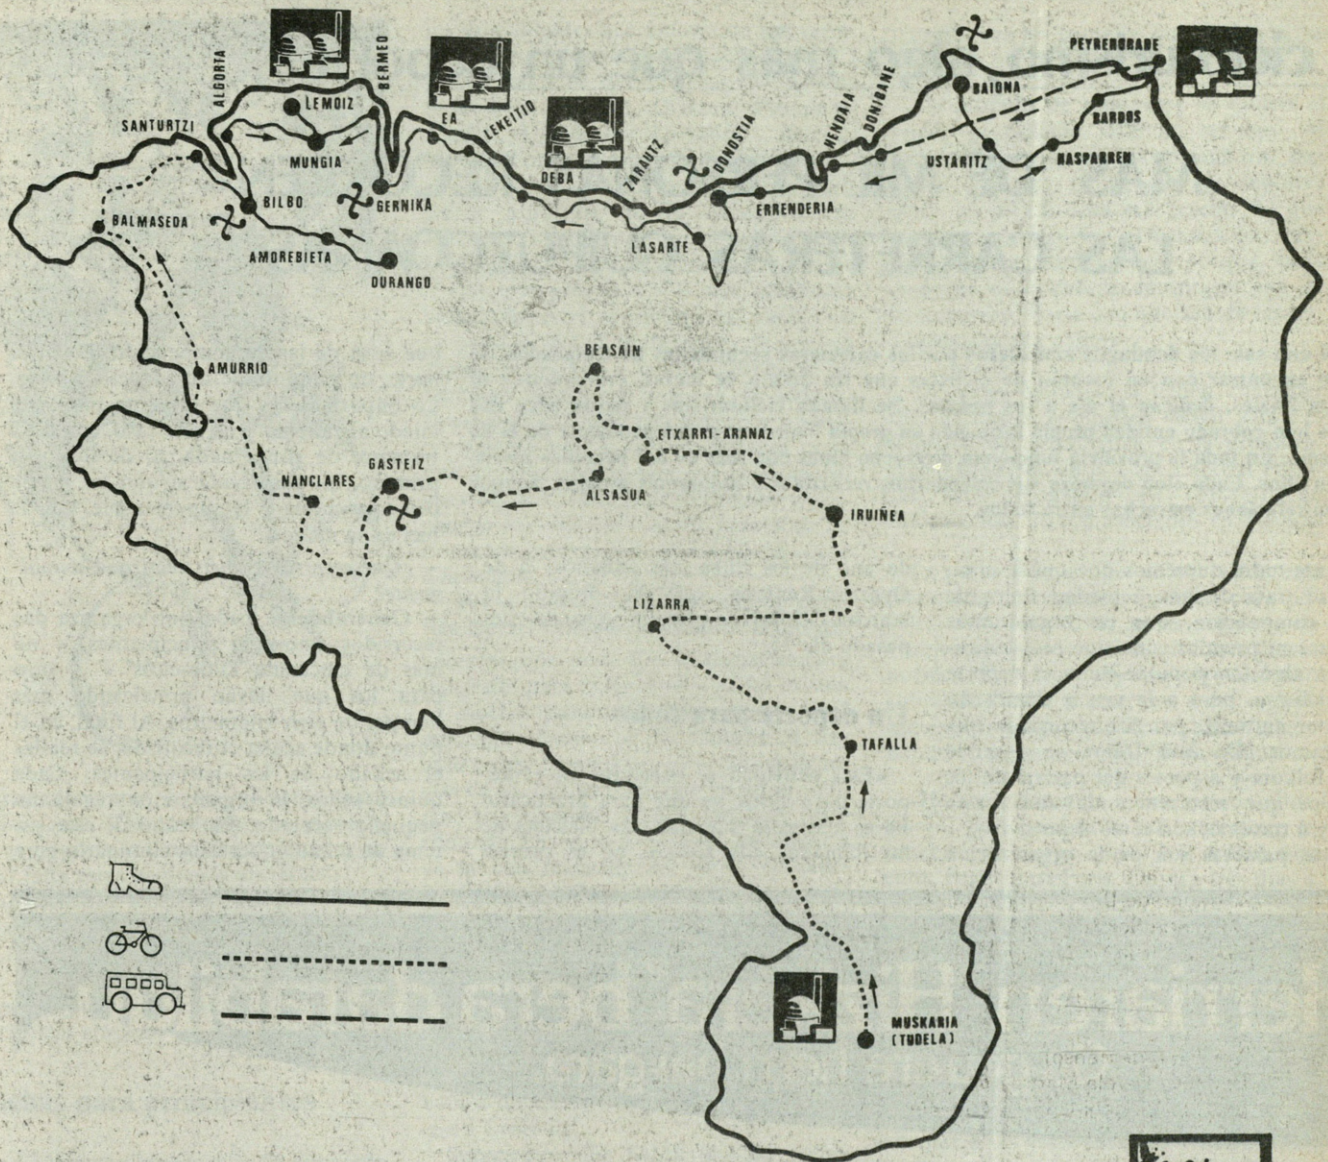 PEYREHORADE
ALGORTA
BERMEO
LEMOIZ
EA
BAIONA
SANTURTZI
LEKEITIO
HENDAIA
DONIBANE
BARDOS
MUNGIA
DONOSTIA
USTARITZ
HASPARREN
DEBA
ZARAUTZ
BILBO
GERNIKA
ERRENDERIA
BALMASEDA
AMOREBIETA
LASARTE
DURANGO
BEASAIN
AMURRIO
ETXARRI-ARANAZ
GASTEIZ
NANCLARES
ALSASUA
IRUIÑEA
LIZARRA
TAFALLA
MUSKARIA
(TUDELA)